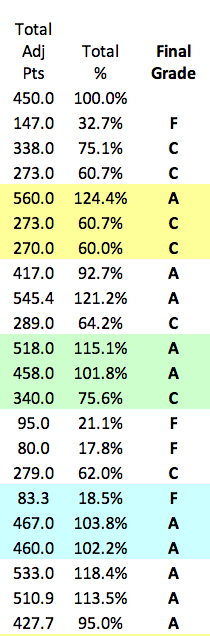 Total
Adj Total Final
Pts % Grade
450.0 100.0%
147.0 32.7% F
338.0 75.1% C
273.0 60.7% C
560.0 124.4% A
273.0 60.7% C
270.0 60.0% C
417.0 92.7% A
545.4 121.2% A
289.0 64.2% C
518.0 115.1% A
458.0 101.8% A
340.0 75.6% C
95.0 21.1% F
80.0 17.8% F
279.0 62.0% C
83.3 18.5% F
467.0 103.8% A
460.0 102.2% A
533.0 118.4% A
510.9 113.5% A
427.7 95.0% A